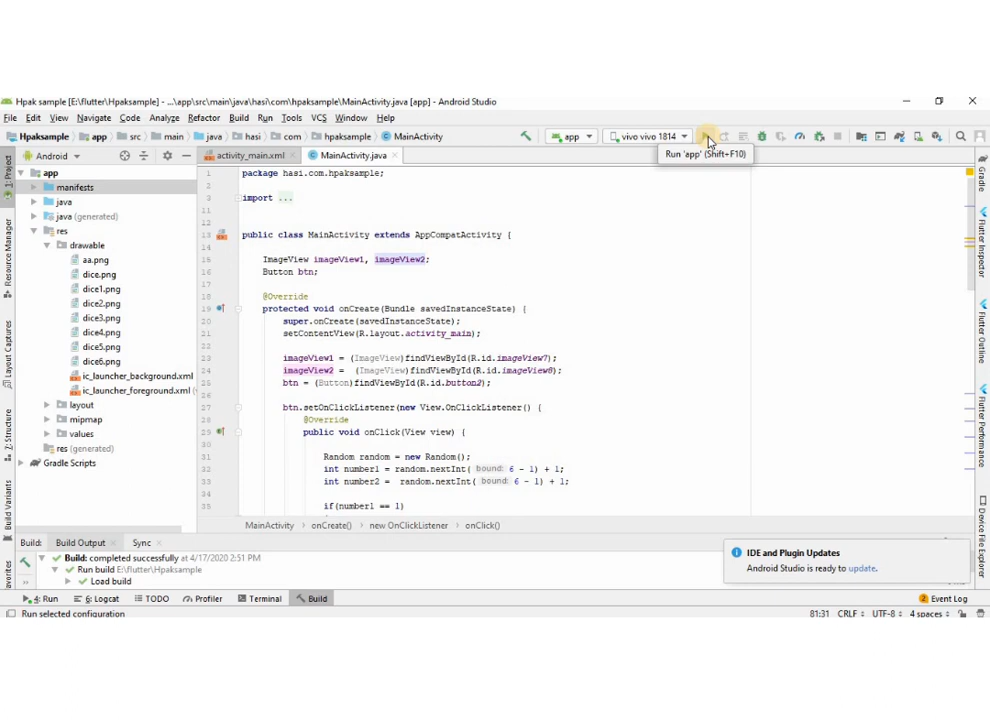 Hpak sample [E:\flutter\Hpaksample] - ...\app\src\main\java\hasi\com\hpaksample\MainActivity.java [app] - Android Studio
File Edit View Navigate Code Analyze Refactor Build Run Tools VCS Window Help
Hpaksample app src main java hasi com hpaksample MainActivity app vivo vivo 1814
Run 'app' (Shift+F10)
Android activity_main.xml MainActivity.java
app
manifests
java
java (generated)
res
drawable
aa.png
dice.png
dice1.png
dice2.png
dice3.png
dice4.png
dice5.png
dice6.png
ic_launcher_background.xml
ic_launcher_foreground.xml
layout
mipmap
values
res (generated)
Gradle Scripts
1: Project
Resource Manager
Layout Captures
Z: Structure
Build Variants
1 package hasi.com.hpaksample;
2
3 import ...
11
12
13 public class MainActivity extends AppCompatActivity {
14
15 ImageView imageView1, imageView2;
16 Button btn;
17
18 @Override
19 protected void onCreate(Bundle savedInstanceState) {
20 super.onCreate(savedInstanceState);
21 setContentView(R.layout.activity_main);
22
23 imageView1 = (ImageView)findViewById(R.id.imageView7);
24 imageView2 = (ImageView)findViewById(R.id.imageView8);
25 btn = (Button)findViewById(R.id.button2);
26
27 btn.setOnClickListener(new View.OnClickListener() {
28 @Override
29 public void onClick(View view) {
30
31 Random random = new Random();
32 int number1 = random.nextInt( bound: 6 - 1) + 1;
33 int number2 = random.nextInt( bound: 6 - 1) + 1;
34
35 if(number1 == 1)
MainActivity onCreate() new OnClickListener onClick()
Gradle
Flutter Inspector
Flutter Outline
Flutter Performance
Device File Explorer
Build: Build Output Sync
Build: completed successfully at 4/17/2020 2:51 PM
Run build E:\flutter\Hpaksample
Load build
IDE and Plugin Updates
Android Studio is ready to update.
4: Run 6: Logcat TODO Profiler Terminal Build 2 Event Log
Run selected configuration 81:31 CRLF UTF-8 4 spaces